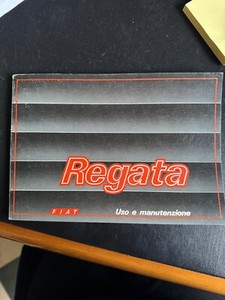 Regata
FIAT
Uso e manutenzione